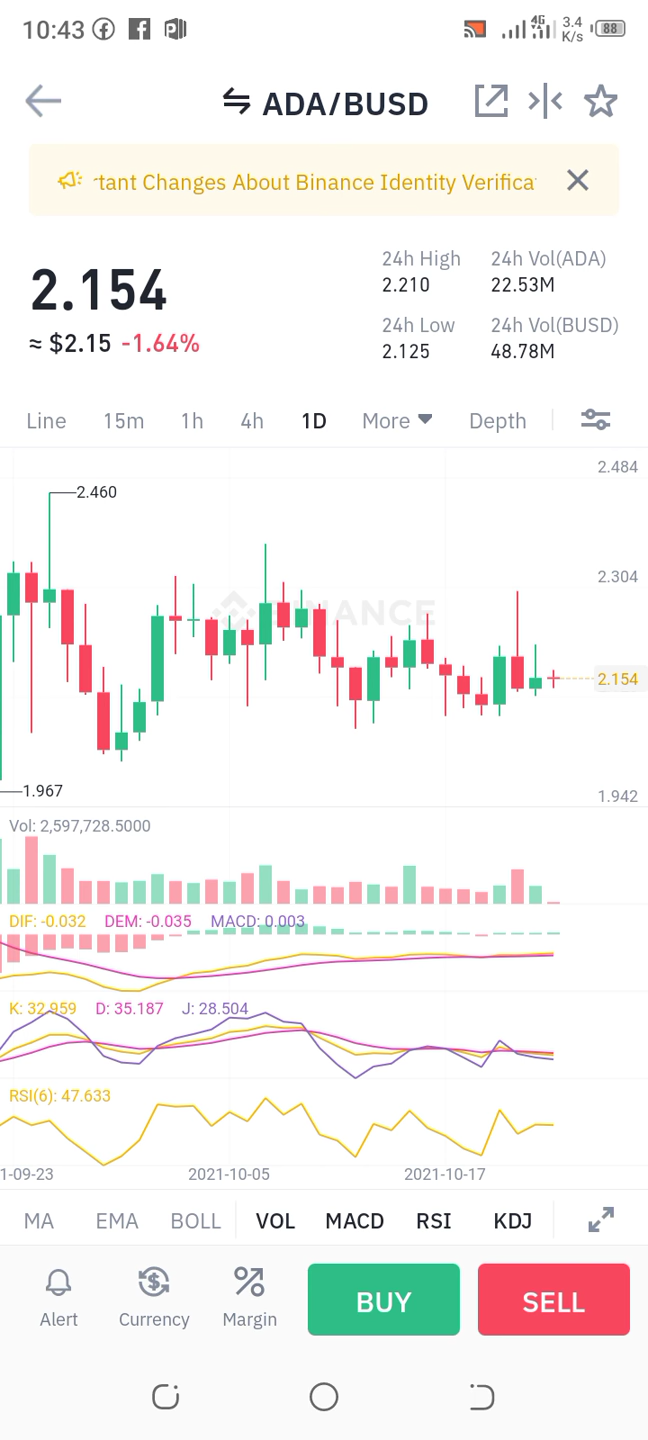 10:43 4G 3.4 K/s 88
ADA/BUSD
tant Changes About Binance Identity Verifica
2.154
≈ $2.15 -1.64%
24h High 24h Vol(ADA)
2.210 22.53M
24h Low 24h Vol(BUSD)
2.125 48.78M
Line 15m 1h 4h 1D More Depth
2.484
2.460
2.304
BINANCE
2.154
1.967
1.942
Vol: 2,597,728.5000
DIF: -0.032 DEM: -0.035 MACD: 0.003
K: 32.959 D: 35.187 J: 28.504
RSI(6): 47.633
1-09-23 2021-10-05 2021-10-17
MA EMA BOLL VOL MACD RSI KDJ
Alert Currency Margin BUY SELL